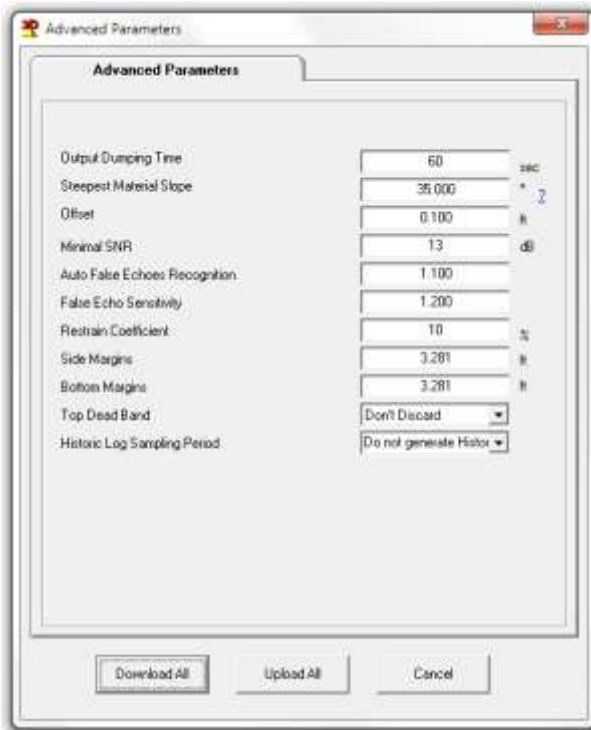 Advanced Parameters
Advanced Parameters
Output Dumping Time 60 sec
Steepest Material Slope 35.000 ° ?
Offset 0.100 ft
Minimal SNR 13 dB
Auto False Echoes Recognition 1.100
False Echo Sensitivity 1.200
Restrain Coefficient 10 %
Side Margins 3.281 ft
Bottom Margins 3.281 ft
Top Dead Band Don't Discard
Historic Log Sampling Period Do not generate Histor
Download All Upload All Cancel